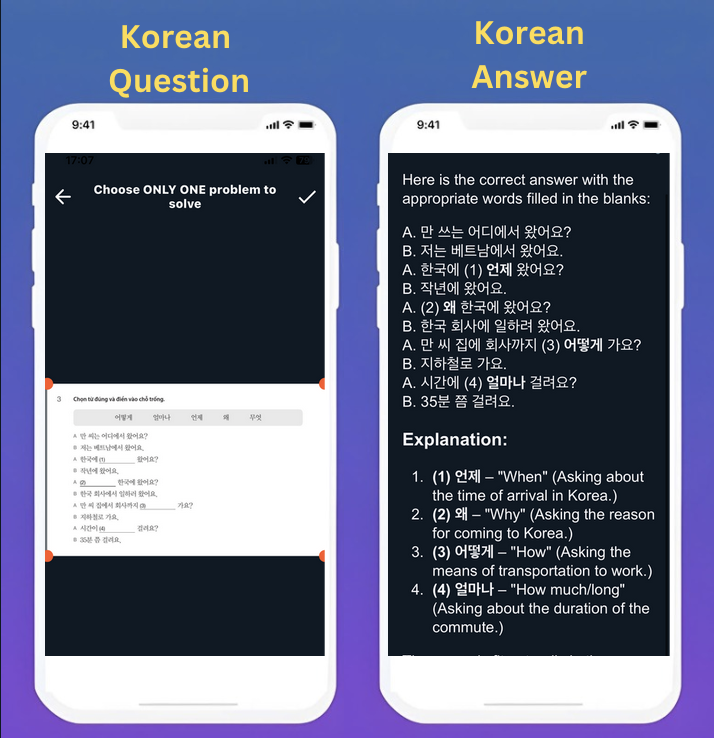 Korean
Question
9:41
17:07
Choose ONLY ONE problem to
solve
3 Chọn từ đúng và điền vào chỗ trống.
어떻게 얼마나 언제 왜 무엇
A 만 씨는 어디에서 왔어요?
B 저는 베트남에서 왔어요.
A 한국에 (1)________ 왔어요?
B 작년에 왔어요.
A (2)________ 한국에 왔어요?
B 한국 회사에서 일하러 왔어요.
A 만 씨 집에서 회사까지 (3)________ 가요?
B 지하철로 가요.
A 시간이 (4)________ 걸려요?
B 35분 쯤 걸려요.
Korean
Answer
9:41
Here is the correct answer with the
appropriate words filled in the blanks:
A. 만 쓰는 어디에서 왔어요?
B. 저는 베트남에서 왔어요.
A. 한국에 (1) 언제 왔어요?
B. 작년에 왔어요.
A. (2) 왜 한국에 왔어요?
B. 한국 회사에 일하러 왔어요.
A. 만 씨 집에 회사까지 (3) 어떻게 가요?
B. 지하철로 가요.
A. 시간에 (4) 얼마나 걸려요?
B. 35분 쯤 걸려요.
Explanation:
1. (1) 언제 – "When" (Asking about
the time of arrival in Korea.)
2. (2) 왜 – "Why" (Asking the reason
for coming to Korea.)
3. (3) 어떻게 – "How" (Asking the
means of transportation to work.)
4. (4) 얼마나 – "How much/long"
(Asking about the duration of the
commute.)